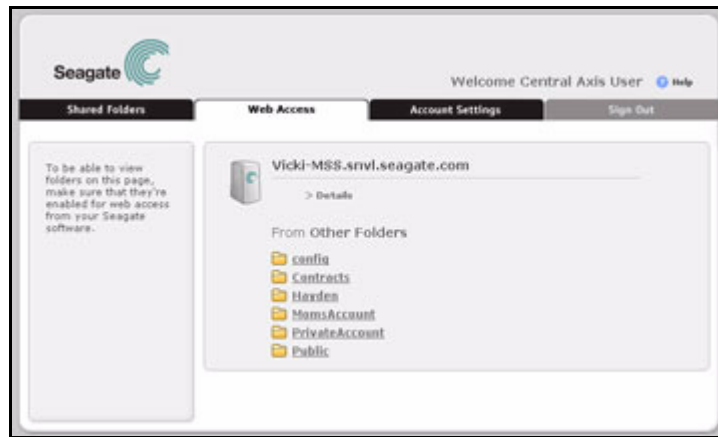 Seagate
Welcome Central Axis User
Help
Shared Folders
Web Access
Account Settings
Sign Out
To be able to view
folders on this page,
make sure that they're
enabled for web access
from your Seagate
software.
Vicki-MSS.snvl.seagate.com
> Details
From Other Folders
config
Contracts
Hayden
MomsAccount
PrivateAccount
Public